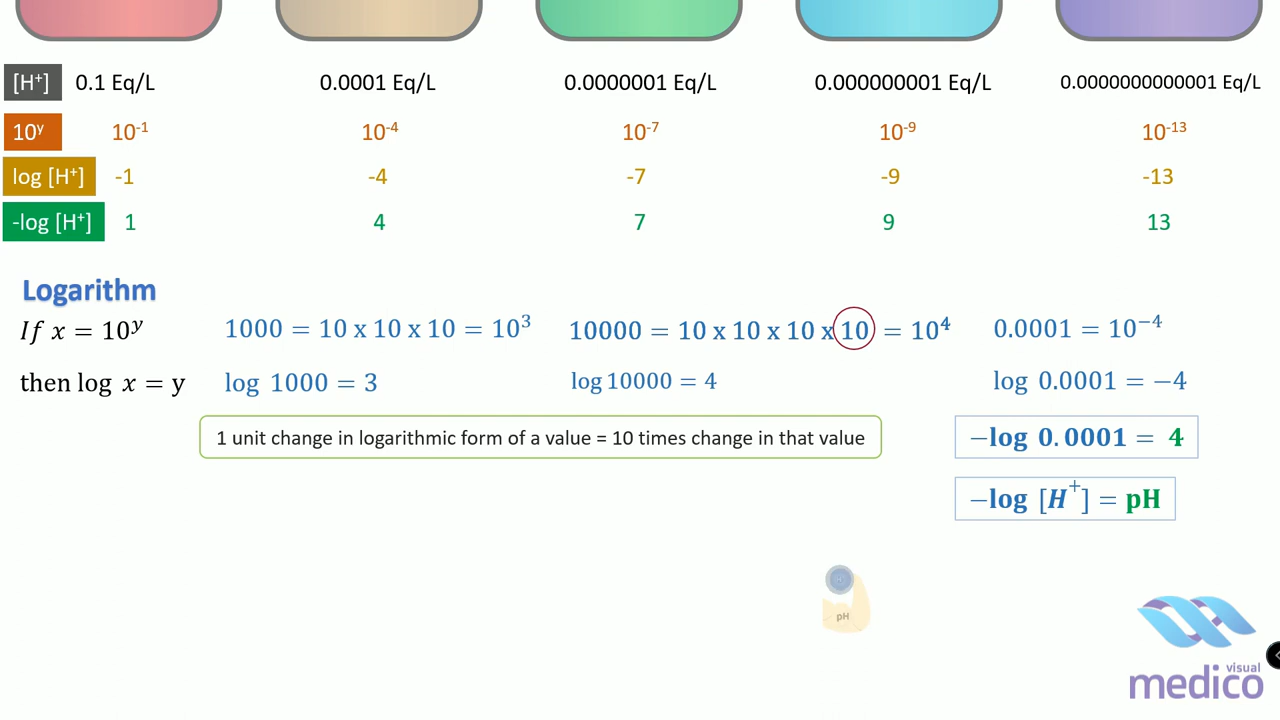 [H⁺] 0.1 Eq/L 0.0001 Eq/L 0.0000001 Eq/L 0.000000001 Eq/L 0.0000000000001 Eq/L
10ʸ 10⁻¹ 10⁻⁴ 10⁻⁷ 10⁻⁹ 10⁻¹³
log [H⁺] -1 -4 -7 -9 -13
-log [H⁺] 1 4 7 9 13
Logarithm
If x = 10ʸ 1000 = 10 x 10 x 10 = 10³ 10000 = 10 x 10 x 10 x 10 = 10⁴ 0.0001 = 10⁻⁴
then log x = y log 1000 = 3 log 10000 = 4 log 0.0001 = −4
1 unit change in logarithmic form of a value = 10 times change in that value −log 0.0001 = 4
−log [H⁺] = pH
pH
visual
medico